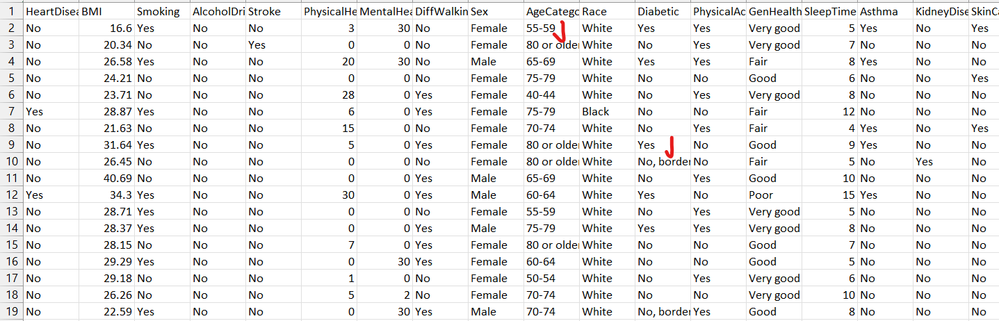 1 HeartDisea BMI Smoking AlcoholDri Stroke PhysicalHe MentalHea DiffWalkin Sex AgeCatego Race Diabetic PhysicalAc GenHealth SleepTime Asthma KidneyDise SkinCa
2 No 16.6 Yes No No 3 30 No Female 55-59 White Yes Yes Very good 5 Yes No Yes
3 No 20.34 No No Yes 0 0 No Female 80 or older White No Yes Very good 7 No No No
4 No 26.58 Yes No No 20 30 No Male 65-69 White Yes Yes Fair 8 Yes No No
5 No 24.21 No No No 0 0 No Female 75-79 White No No Good 6 No No Yes
6 No 23.71 No No No 28 0 Yes Female 40-44 White No Yes Very good 8 No No No
7 Yes 28.87 Yes No No 6 0 Yes Female 75-79 Black No No Fair 12 No No No
8 No 21.63 No No No 15 0 No Female 70-74 White No Yes Fair 4 Yes No Yes
9 No 31.64 Yes No No 5 0 Yes Female 80 or older White Yes No Good 9 Yes No No
10 No 26.45 No No No 0 0 No Female 80 or older White No, border No Fair 5 No Yes No
11 No 40.69 No No No 0 0 Yes Male 65-69 White No Yes Good 10 No No No
12 Yes 34.3 Yes No No 30 0 Yes Male 60-64 White Yes No Poor 15 Yes No No
13 No 28.71 Yes No No 0 0 No Female 55-59 White No Yes Very good 5 No No No
14 No 28.37 Yes No No 0 0 Yes Male 75-79 White Yes Yes Very good 8 No No No
15 No 28.15 No No No 7 0 Yes Female 80 or older White No No Good 7 No No No
16 No 29.29 Yes No No 0 30 Yes Female 60-64 White No No Good 5 No No No
17 No 29.18 No No No 1 0 No Female 50-54 White No Yes Very good 6 No No No
18 No 26.26 No No No 5 2 No Female 70-74 White No No Very good 10 No No No
19 No 22.59 Yes No No 0 30 Yes Male 70-74 White No, border Yes Good 8 No No No